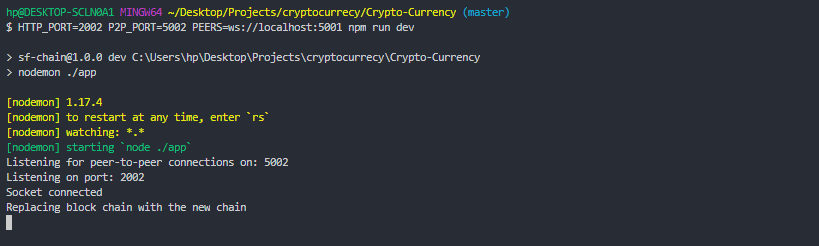 hp@DESKTOP-SCLN0A1 MINGW64 ~/Desktop/Projects/cryptocurrecy/Crypto-Currency (master)
$ HTTP_PORT=2002 P2P_PORT=5002 PEERS=ws://localhost:5001 npm run dev
> sf-chain@1.0.0 dev C:\Users\hp\Desktop\Projects\cryptocurrecy\Crypto-Currency
> nodemon ./app
[nodemon] 1.17.4
[nodemon] to restart at any time, enter `rs`
[nodemon] watching: *.*
[nodemon] starting `node ./app`
Listening for peer-to-peer connections on: 5002
Listening on port: 2002
Socket connected
Replacing block chain with the new chain